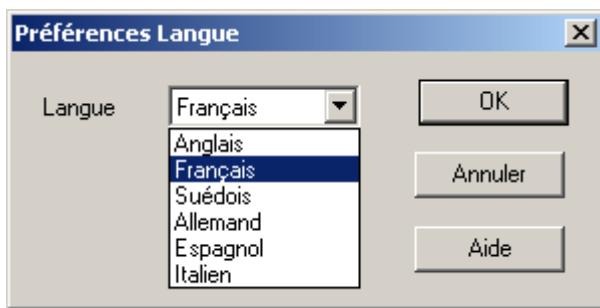 Préférences Langue
Langue
Français
OK
Anglais
Français
Suédois
Allemand
Espagnol
Italien
Annuler
Aide